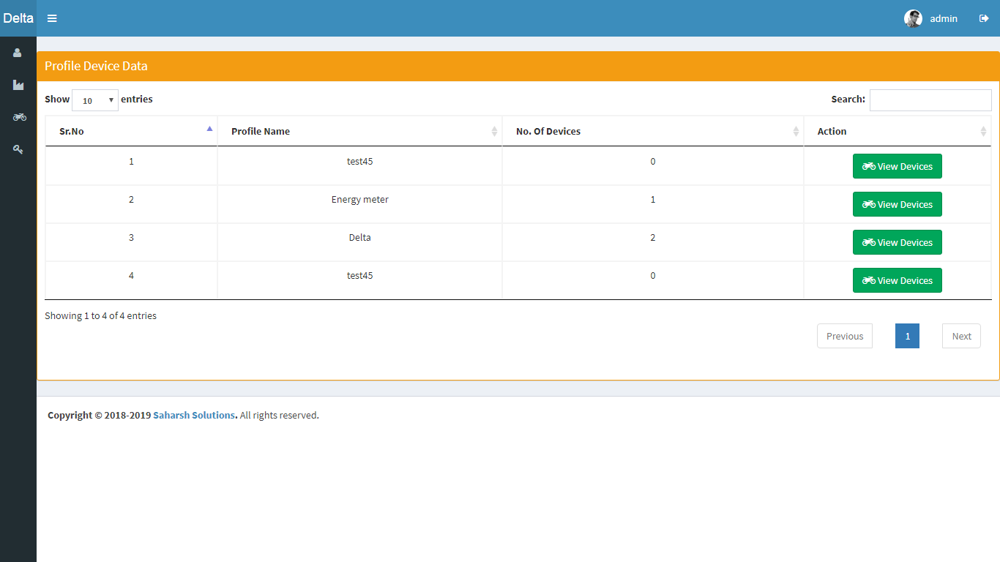 Delta
admin
Profile Device Data
Show 10 entries
Search:
Sr.No Profile Name No. Of Devices Action
1 test45 0 View Devices
2 Energy meter 1 View Devices
3 Delta 2 View Devices
4 test45 0 View Devices
Showing 1 to 4 of 4 entries
Previous 1 Next
Copyright © 2018-2019 Saharsh Solutions. All rights reserved.